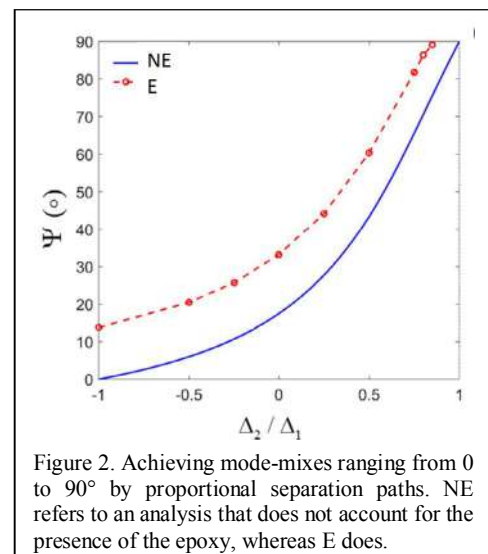 90
80
70
60
50
40
30
20
10
0
Ψ (○)
NE
E
-1 -0.5 0 0.5 1
Δ₂ / Δ₁
Figure 2. Achieving mode-mixes ranging from 0
to 90° by proportional separation paths. NE
refers to an analysis that does not account for the
presence of the epoxy, whereas E does.